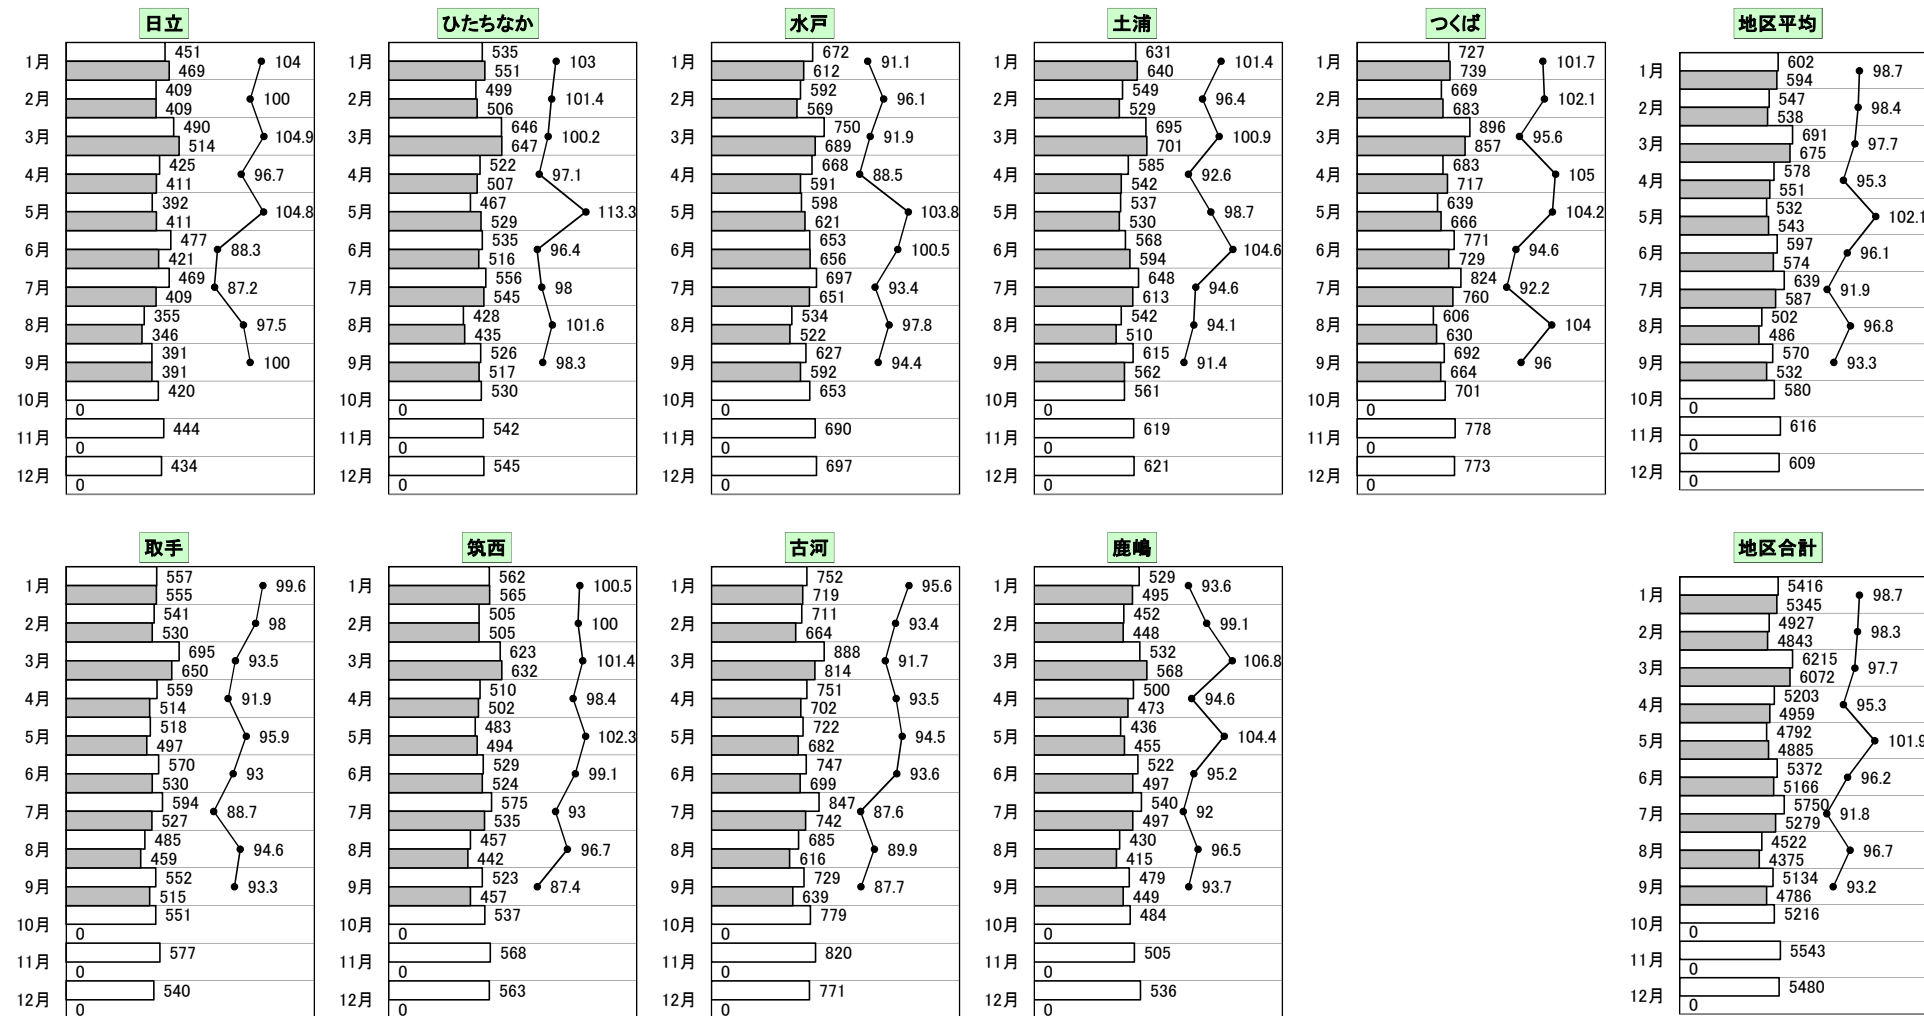 日立
1月 451 469 104
2月 409 409 100
3月 490 514 104.9
4月 425 411 96.7
5月 392 411 104.8
6月 477 421 88.3
7月 469 409 87.2
8月 355 346 97.5
9月 391 391 100
10月 420 0
11月 444 0
12月 434 0
ひたちなか
1月 535 551 103
2月 499 506 101.4
3月 646 647 100.2
4月 522 507 97.1
5月 467 529 113.3
6月 535 516 96.4
7月 556 545 98
8月 428 435 101.6
9月 526 517 98.3
10月 530 0
11月 542 0
12月 545 0
水戸
1月 672 612 91.1
2月 592 569 96.1
3月 750 689 91.9
4月 668 591 88.5
5月 598 621 103.8
6月 653 656 100.5
7月 697 651 93.4
8月 534 522 97.8
9月 627 592 94.4
10月 653 0
11月 690 0
12月 697 0
土浦
1月 631 640 101.4
2月 549 529 96.4
3月 695 701 100.9
4月 585 542 92.6
5月 537 530 98.7
6月 568 594 104.6
7月 648 613 94.6
8月 542 510 94.1
9月 615 562 91.4
10月 561 0
11月 619 0
12月 621 0
つくば
1月 727 739 101.7
2月 669 683 102.1
3月 896 857 95.6
4月 683 717 105
5月 639 666 104.2
6月 771 729 94.6
7月 824 760 92.2
8月 606 630 104
9月 692 664 96
10月 701 0
11月 778 0
12月 773 0
地区平均
1月 602 594 98.7
2月 547 538 98.4
3月 691 675 97.7
4月 578 551 95.3
5月 532 543 102.1
6月 597 574 96.1
7月 639 587 91.9
8月 502 486 96.8
9月 570 532 93.3
10月 580 0
11月 616 0
12月 609 0
取手
1月 557 555 99.6
2月 541 530 98
3月 695 650 93.5
4月 559 514 91.9
5月 518 497 95.9
6月 570 530 93
7月 594 527 88.7
8月 485 459 94.6
9月 552 515 93.3
10月 551 0
11月 577 0
12月 540 0
筑西
1月 562 565 100.5
2月 505 505 100
3月 623 632 101.4
4月 510 502 98.4
5月 483 494 102.3
6月 529 524 99.1
7月 575 535 93
8月 457 442 96.7
9月 523 457 87.4
10月 537 0
11月 568 0
12月 563 0
古河
1月 752 719 95.6
2月 711 664 93.4
3月 888 814 91.7
4月 751 702 93.5
5月 722 682 94.5
6月 747 699 93.6
7月 847 742 87.6
8月 685 616 89.9
9月 729 639 87.7
10月 779 0
11月 820 0
12月 771 0
鹿嶋
1月 529 495 93.6
2月 452 448 99.1
3月 532 568 106.8
4月 500 473 94.6
5月 436 455 104.4
6月 522 497 95.2
7月 540 497 92
8月 430 415 96.5
9月 479 449 93.7
10月 484 0
11月 505 0
12月 536 0
地区合計
1月 5416 5345 98.7
2月 4927 4843 98.3
3月 6215 6072 97.7
4月 5203 4959 95.3
5月 4792 4885 101.9
6月 5372 5166 96.2
7月 5750 5279 91.8
8月 4522 4375 96.7
9月 5134 4786 93.2
10月 5216 0
11月 5543 0
12月 5480 0